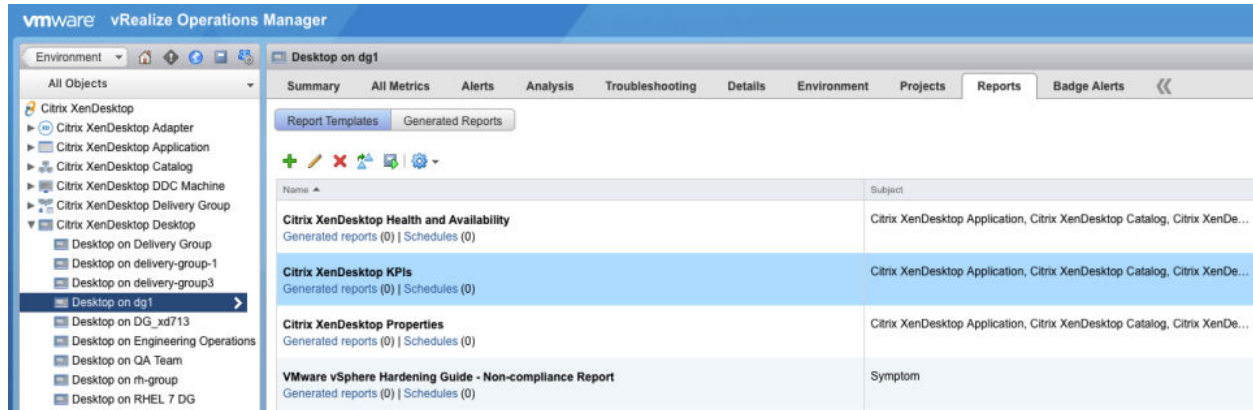 vmware vRealize Operations Manager
Environment
All Objects
Citrix XenDesktop
Citrix XenDesktop Adapter
Citrix XenDesktop Application
Citrix XenDesktop Catalog
Citrix XenDesktop DDC Machine
Citrix XenDesktop Delivery Group
Citrix XenDesktop Desktop
Desktop on Delivery Group
Desktop on delivery-group-1
Desktop on delivery-group3
Desktop on dg1
Desktop on DG_xd713
Desktop on Engineering Operations
Desktop on QA Team
Desktop on rh-group
Desktop on RHEL 7 DG
Desktop on dg1
Summary All Metrics Alerts Analysis Troubleshooting Details Environment Projects Reports Badge Alerts
Report Templates Generated Reports
Name Subject
Citrix XenDesktop Health and Availability Citrix XenDesktop Application, Citrix XenDesktop Catalog, Citrix XenDe...
Generated reports (0) | Schedules (0)
Citrix XenDesktop KPIs Citrix XenDesktop Application, Citrix XenDesktop Catalog, Citrix XenDe...
Generated reports (0) | Schedules (0)
Citrix XenDesktop Properties Citrix XenDesktop Application, Citrix XenDesktop Catalog, Citrix XenDe...
Generated reports (0) | Schedules (0)
VMware vSphere Hardening Guide - Non-compliance Report Symptom
Generated reports (0) | Schedules (0)